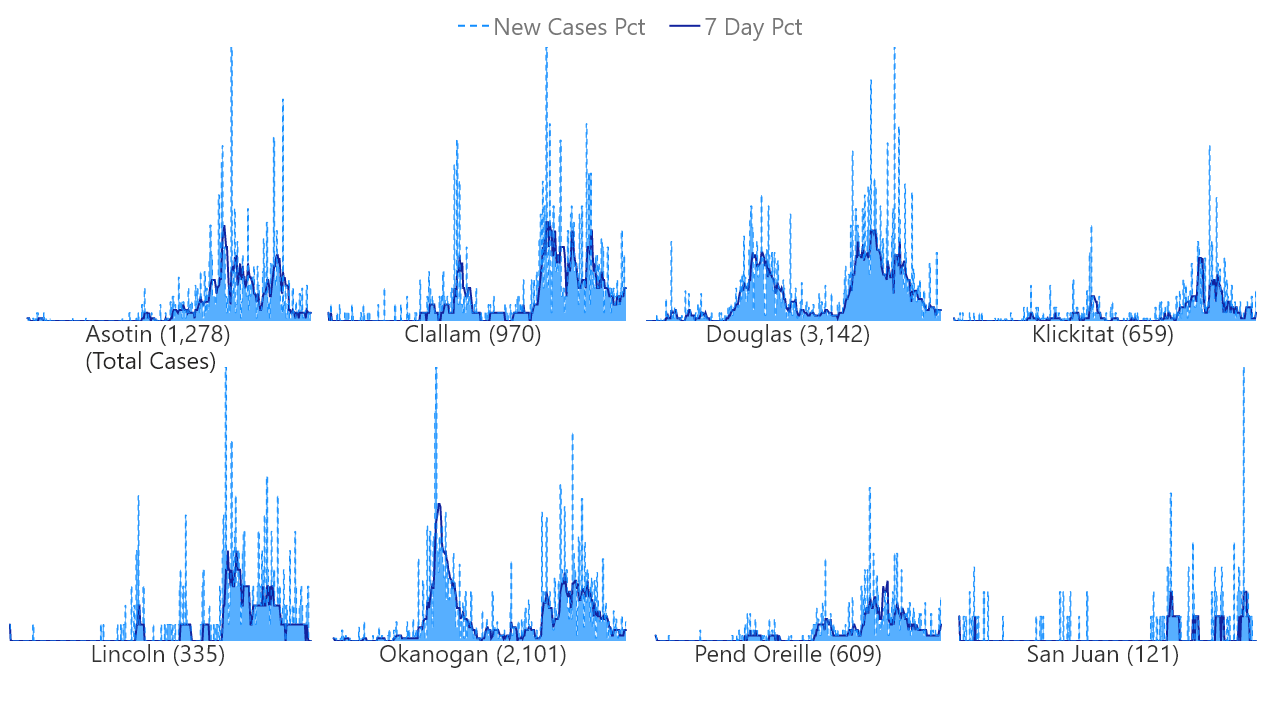 New Cases Pct 7 Day Pct
Asotin (1,278) Clallam (970) Douglas (3,142) Klickitat (659)
(Total Cases)
Lincoln (335) Okanogan (2,101) Pend Oreille (609) San Juan (121)